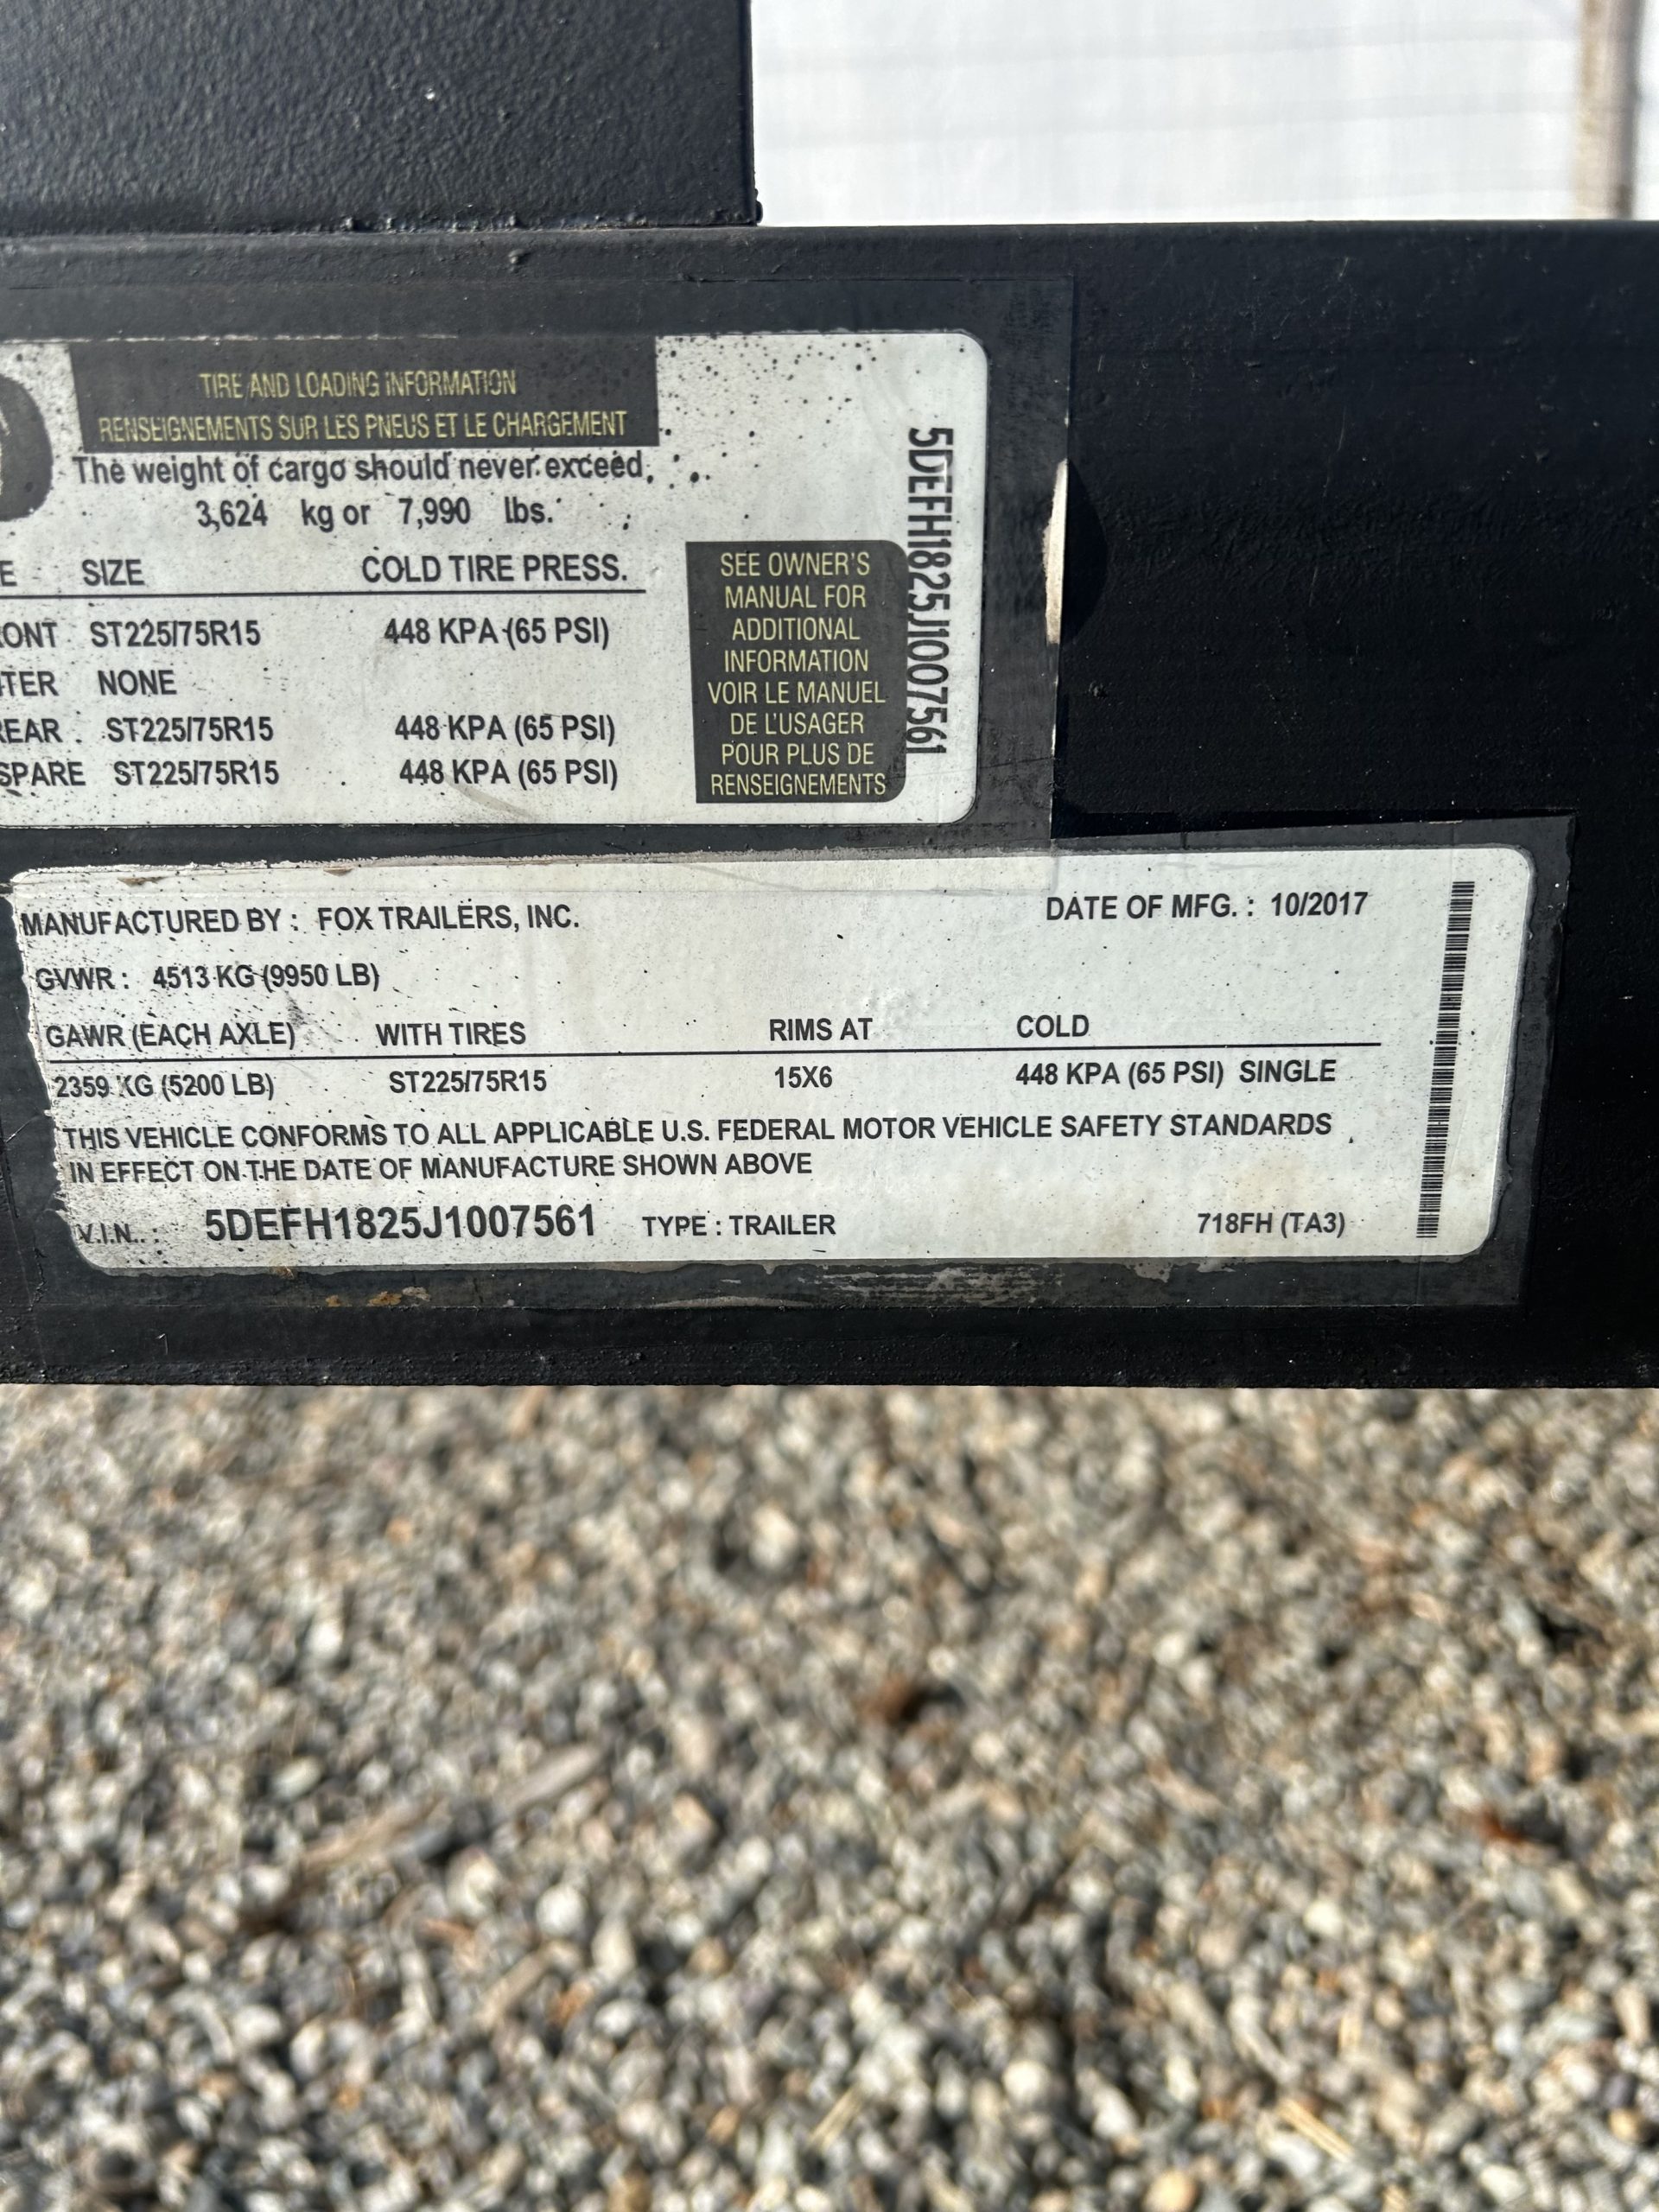 TIRE AND LOADING INFORMATION
RENSEIGNEMENTS SUR LES PNEUS ET LE CHARGEMENT
The weight of cargo should never exceed
3,624 kg or 7,990 lbs.
E SIZE COLD TIRE PRESS.
ONT ST225/75R15 448 KPA (65 PSI)
TER NONE
REAR ST225/75R15 448 KPA (65 PSI)
SPARE ST225/75R15 448 KPA (65 PSI)
SEE OWNER'S
MANUAL FOR
ADDITIONAL
INFORMATION
VOIR LE MANUEL
DE L'USAGER
POUR PLUS DE
RENSEIGNEMENTS
5DEFH1825J1007561
MANUFACTURED BY : FOX TRAILERS, INC. DATE OF MFG. : 10/2017
GVWR : 4513 KG (9950 LB)
GAWR (EACH AXLE) WITH TIRES RIMS AT COLD
2359 KG (5200 LB) ST225/75R15 15X6 448 KPA (65 PSI) SINGLE
THIS VEHICLE CONFORMS TO ALL APPLICABLE U.S. FEDERAL MOTOR VEHICLE SAFETY STANDARDS
IN EFFECT ON THE DATE OF MANUFACTURE SHOWN ABOVE
V.I.N. : 5DEFH1825J1007561 TYPE : TRAILER 718FH (TA3)